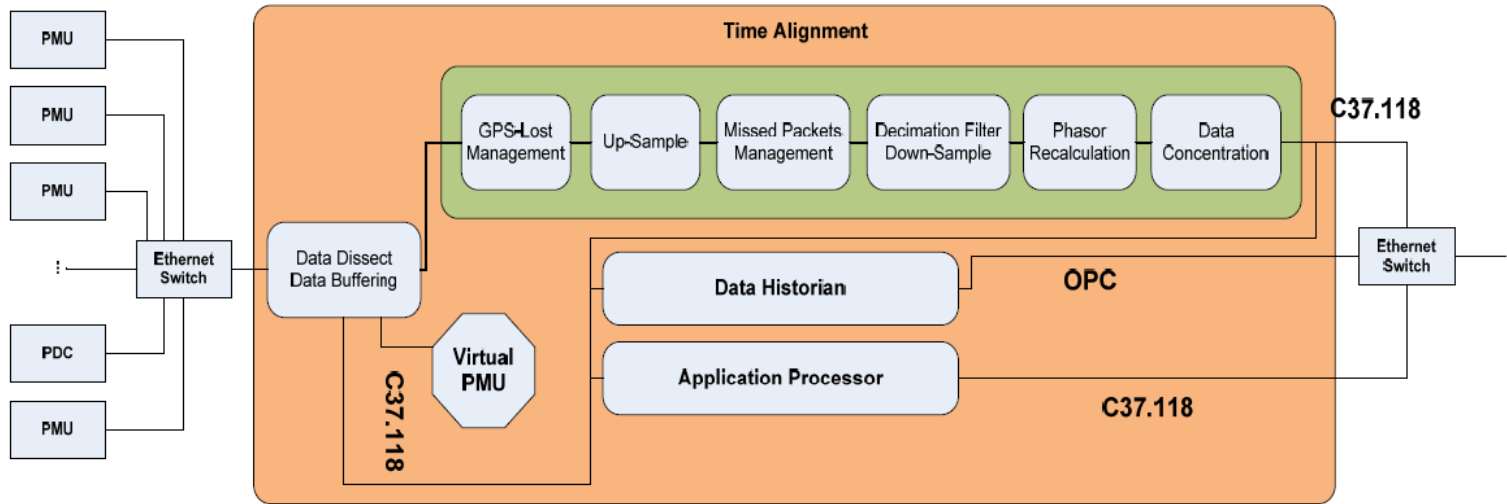 PMU
PMU
PMU
...
PDC
PMU
Ethernet
Switch
Time Alignment
GPS-Lost
Management
Up-Sample
Missed Packets
Management
Decimation Filter
Down-Sample
Phasor
Recalculation
Data
Concentration
C37.118
Data Dissect
Data Buffering
Virtual
PMU
C37.118
Data Historian
OPC
Application Processor
C37.118
Ethernet
Switch